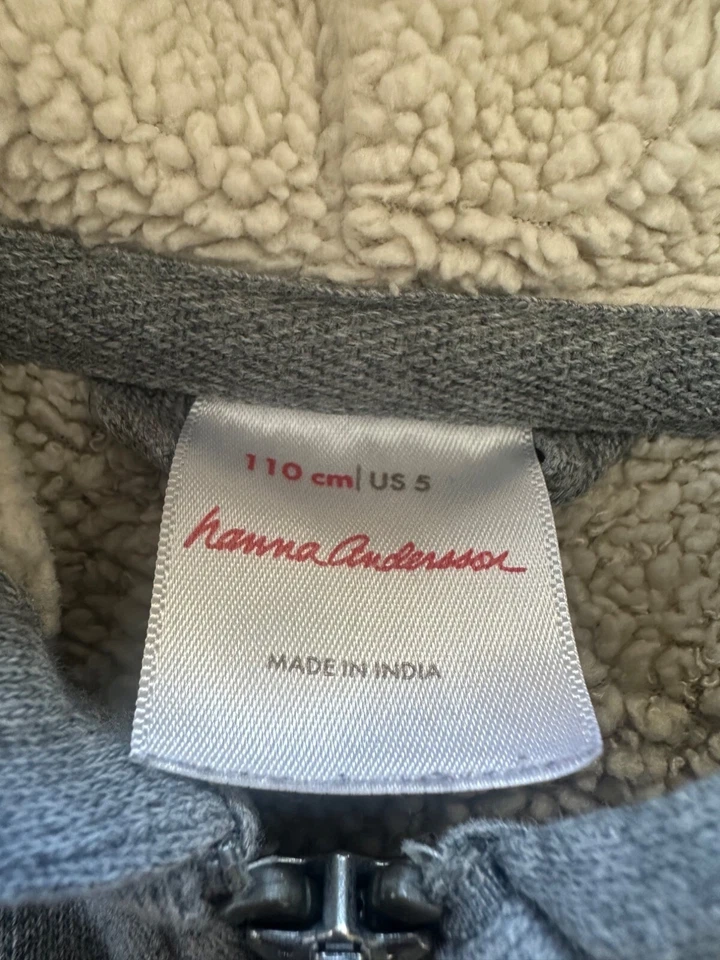 110 cm| US 5
hanna Andersson
MADE IN INDIA